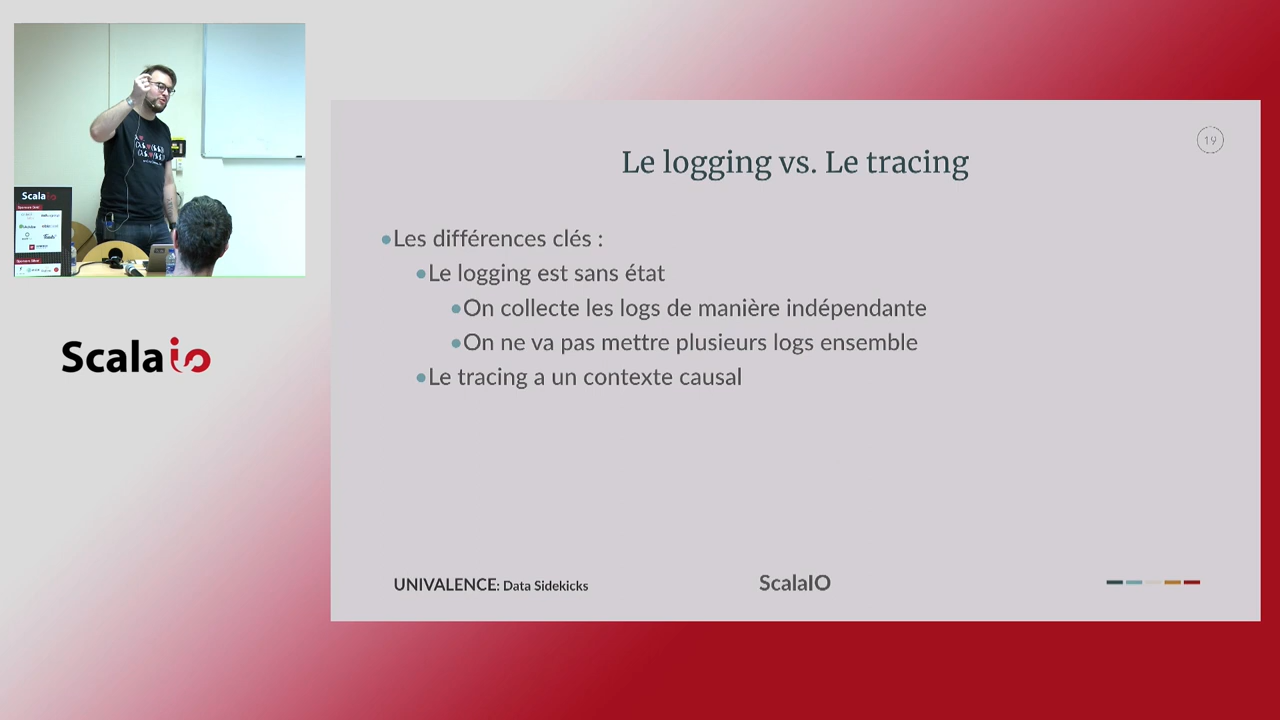 Scalaio
19
Le logging vs. Le tracing
•Les différences clés :
•Le logging est sans état
•On collecte les logs de manière indépendante
•On ne va pas mettre plusieurs logs ensemble
•Le tracing a un contexte causal
Scalaio
UNIVALENCE: Data Sidekicks
ScalaIO